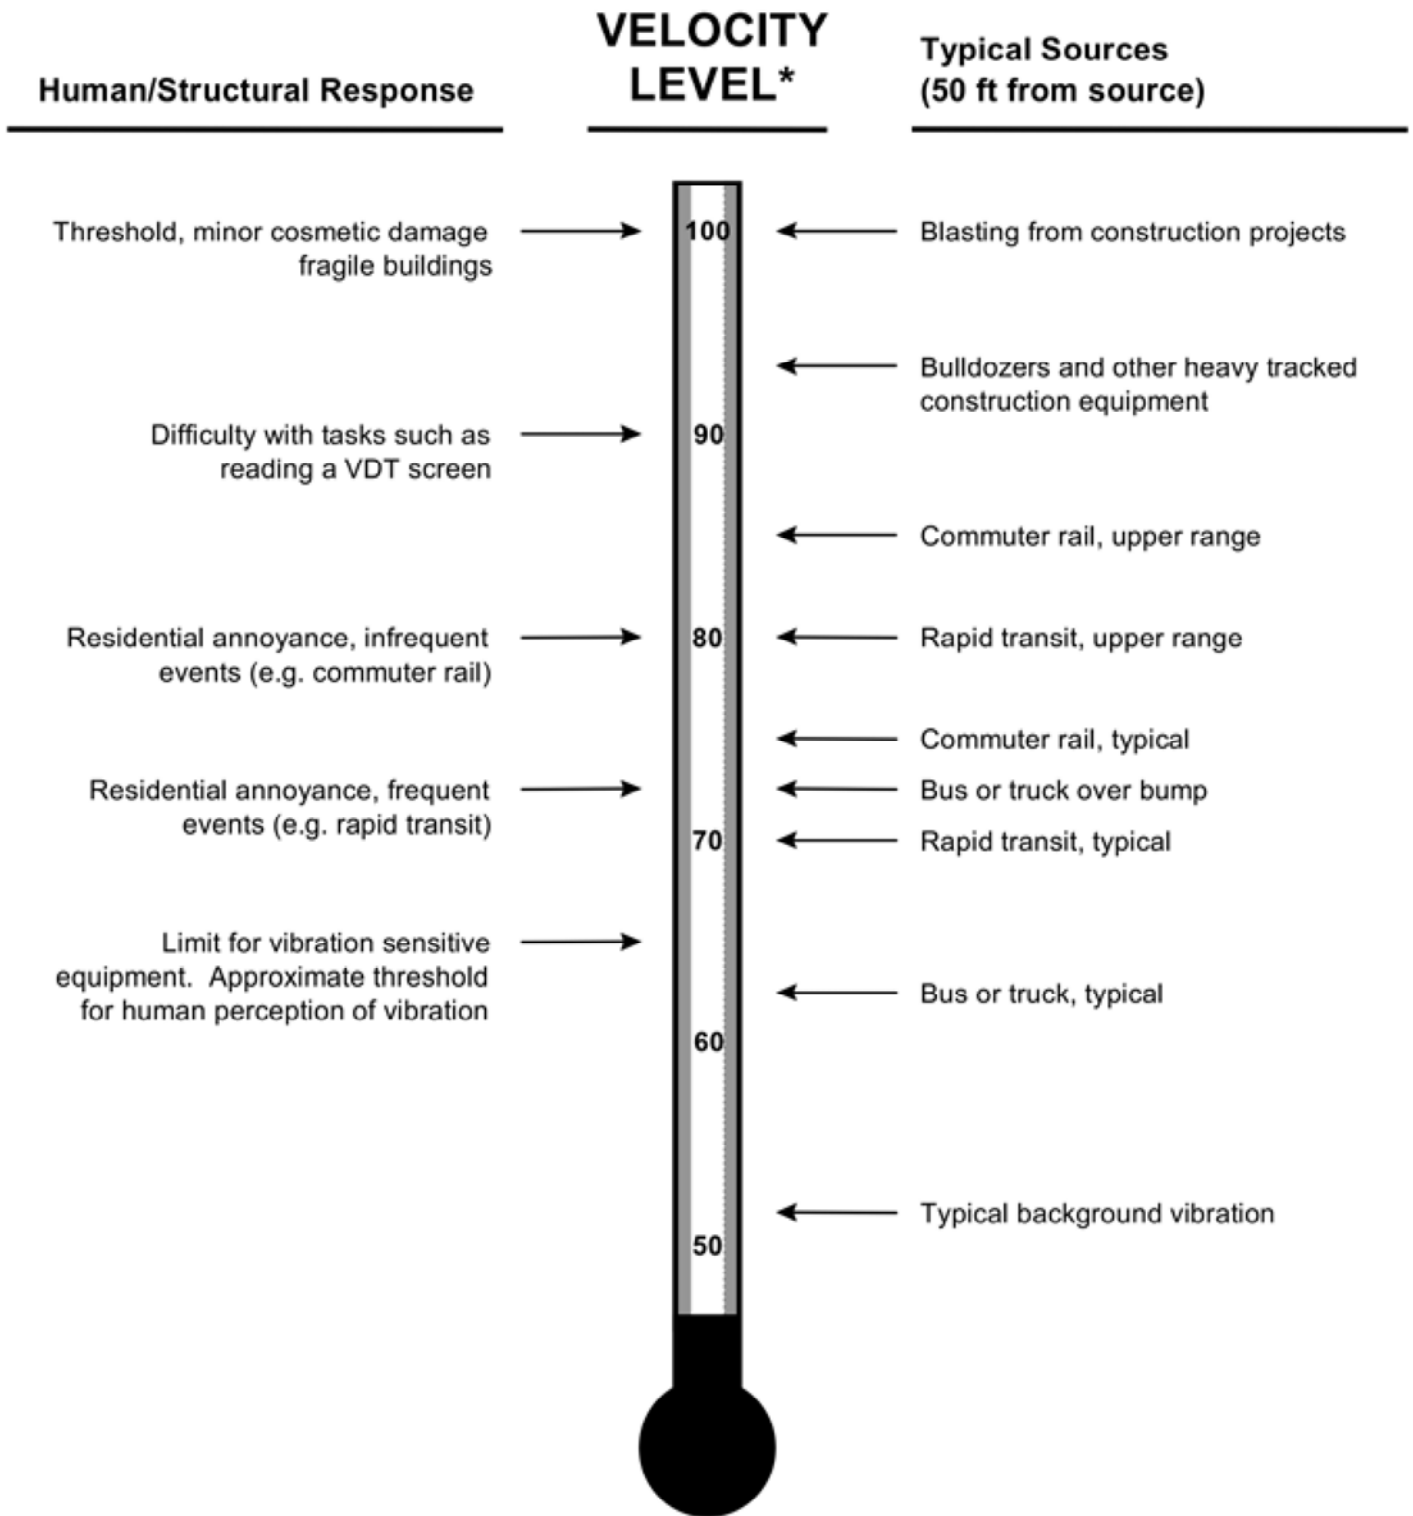 VELOCITY
LEVEL*
Human/Structural Response
Typical Sources
(50 ft from source)
Threshold, minor cosmetic damage
fragile buildings
100
Blasting from construction projects
Bulldozers and other heavy tracked
construction equipment
Difficulty with tasks such as
reading a VDT screen
90
Commuter rail, upper range
Residential annoyance, infrequent
events (e.g. commuter rail)
80
Rapid transit, upper range
Commuter rail, typical
Residential annoyance, frequent
events (e.g. rapid transit)
Bus or truck over bump
70
Rapid transit, typical
Limit for vibration sensitive
equipment.  Approximate threshold
for human perception of vibration
Bus or truck, typical
60
Typical background vibration
50